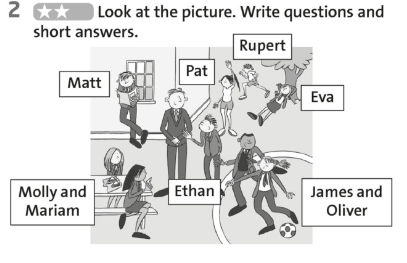 2 ★★ Look at the picture. Write questions and
short answers.
Rupert
Pat
Matt
Eva
Molly and
Mariam
Ethan
James and
Oliver